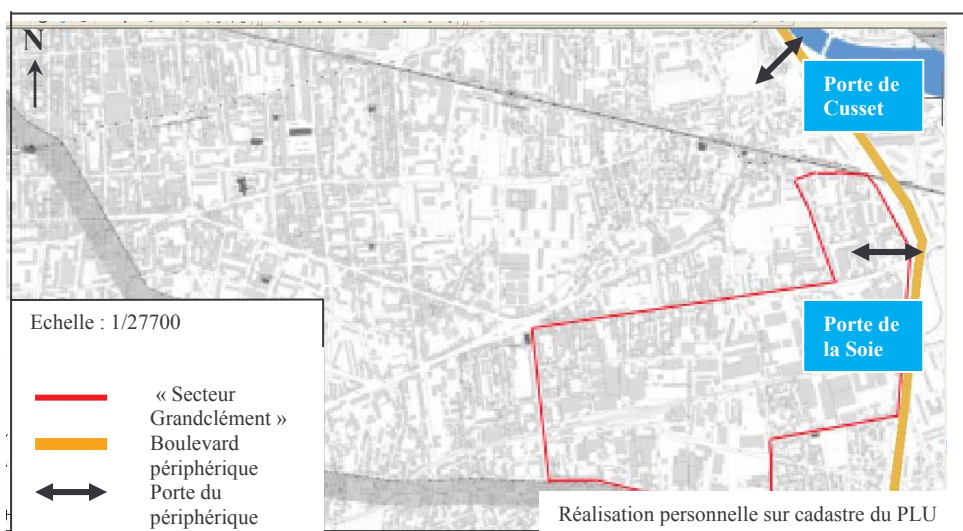 N
Porte de
Cusset
Porte de
la Soie
Echelle : 1/27700
« Secteur
Grandclément »
Boulevard
périphérique
Porte du
périphérique
Réalisation personnelle sur cadastre du PLU